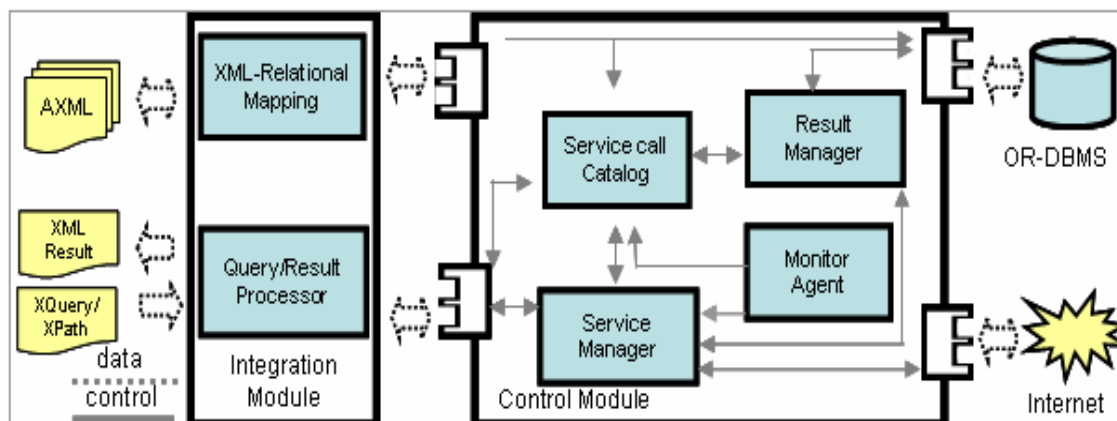 AXML
XML
Result
XQuery/
XPath
data
control
XML-Relational
Mapping
Query/Result
Processor
Integration
Module
Service call
Catalog
Result
Manager
Monitor
Agent
Service
Manager
Control Module
OR-DBMS
Internet